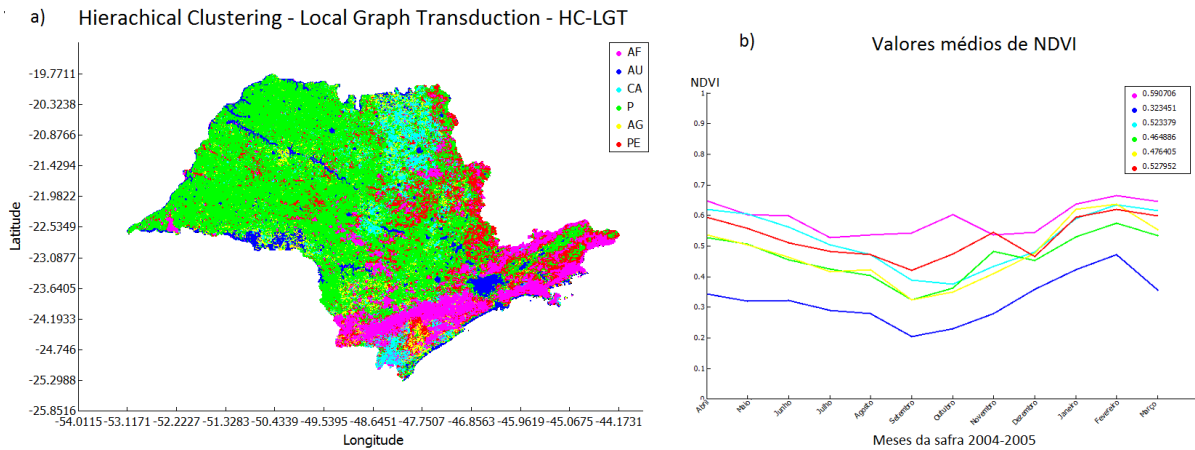 a) Hierachical Clustering - Local Graph Transduction - HC-LGT
AF
AU
CA
P
AG
PE
Latitude
-19.7711
-20.3238
-20.8766
-21.4294
-21.9822
-22.5349
-23.0877
-23.6405
-24.1933
-24.746
-25.2988
-25.8516
-54.0115 -53.1171 -52.2227 -51.3283 -50.4339 -49.5395 -48.6451 -47.7507 -46.8563 -45.9619 -45.0675 -44.1731
Longitude
b) Valores médios de NDVI
NDVI
0.590706
0.323451
0.523379
0.464886
0.476405
0.527952
1
0.9
0.8
0.7
0.6
0.5
0.4
0.3
0.2
0.1
0
Abril Maio Junho Julho Agosto Setembro Outubro Novembro Dezembro Janeiro Fevereiro Março
Meses da safra 2004-2005